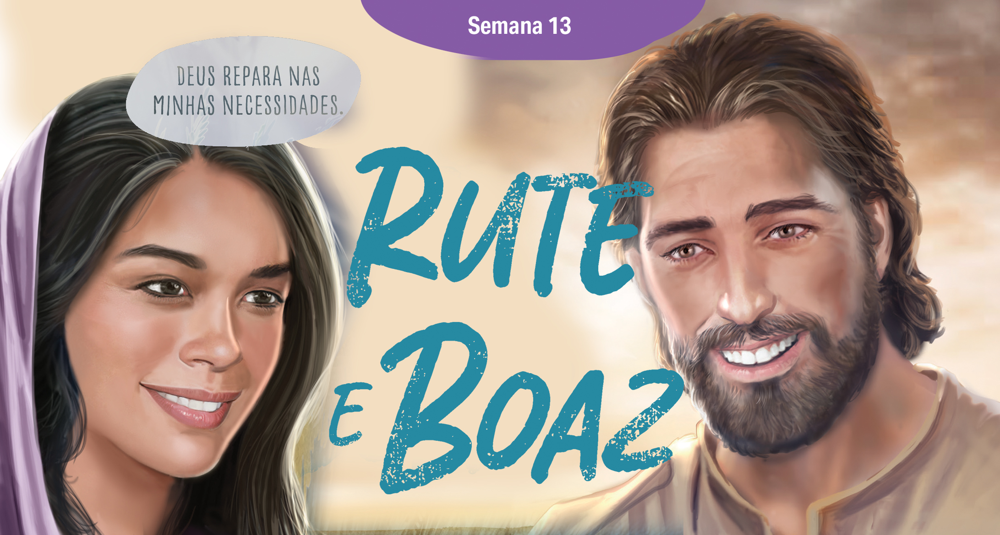 Semana 13
DEUS REPARA NAS
MINHAS NECESSIDADES.
RUTE
E BOAZ